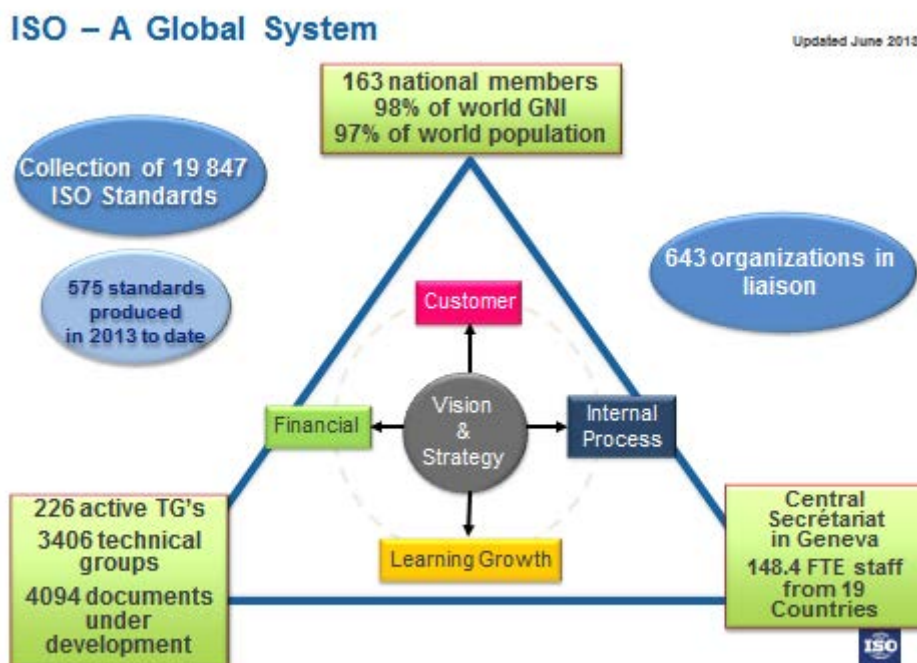 ISO – A Global System
Updated June 2013
163 national members
98% of world GNI
97% of world population
Collection of 19 847
ISO Standards
575 standards
produced
in 2013 to date
643 organizations in
liaison
Customer
Financial
Vision
&
Strategy
Internal
Process
Learning Growth
226 active TG's
3406 technical
groups
4094 documents
under
development
Central
Secrétariat
in Geneva
148.4 FTE staff
from 19
Countries
ISO